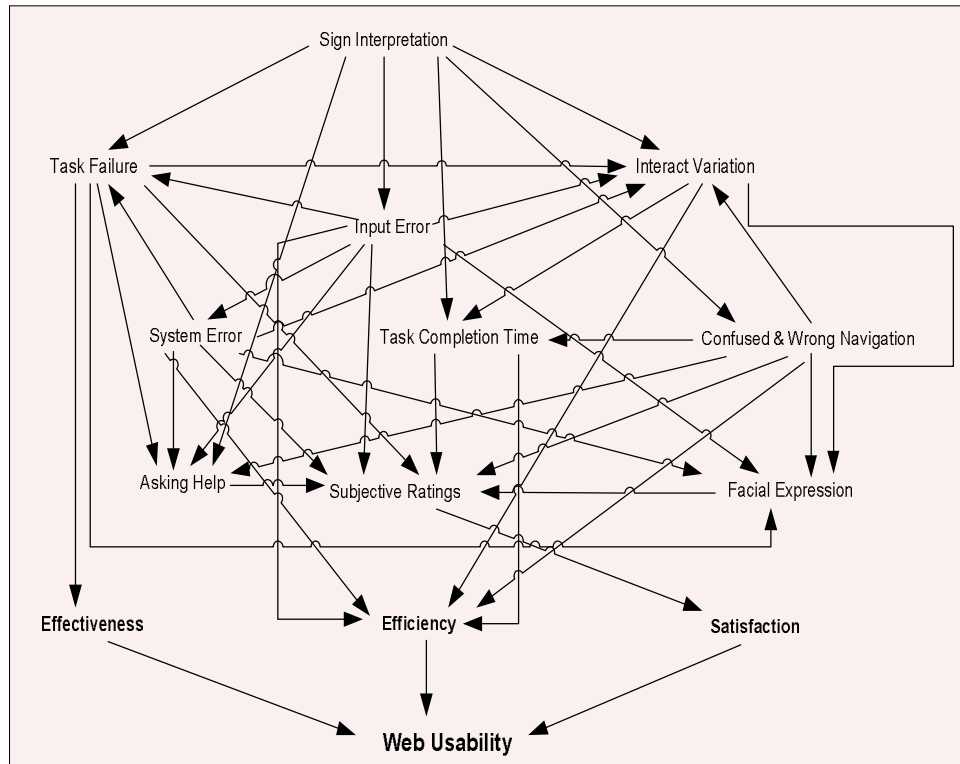 Sign Interpretation
Task Failure
Interact Variation
Input Error
System Error
Task Completion Time
Confused & Wrong Navigation
Asking Help
Subjective Ratings
Facial Expression
Effectiveness
Efficiency
Satisfaction
Web Usability